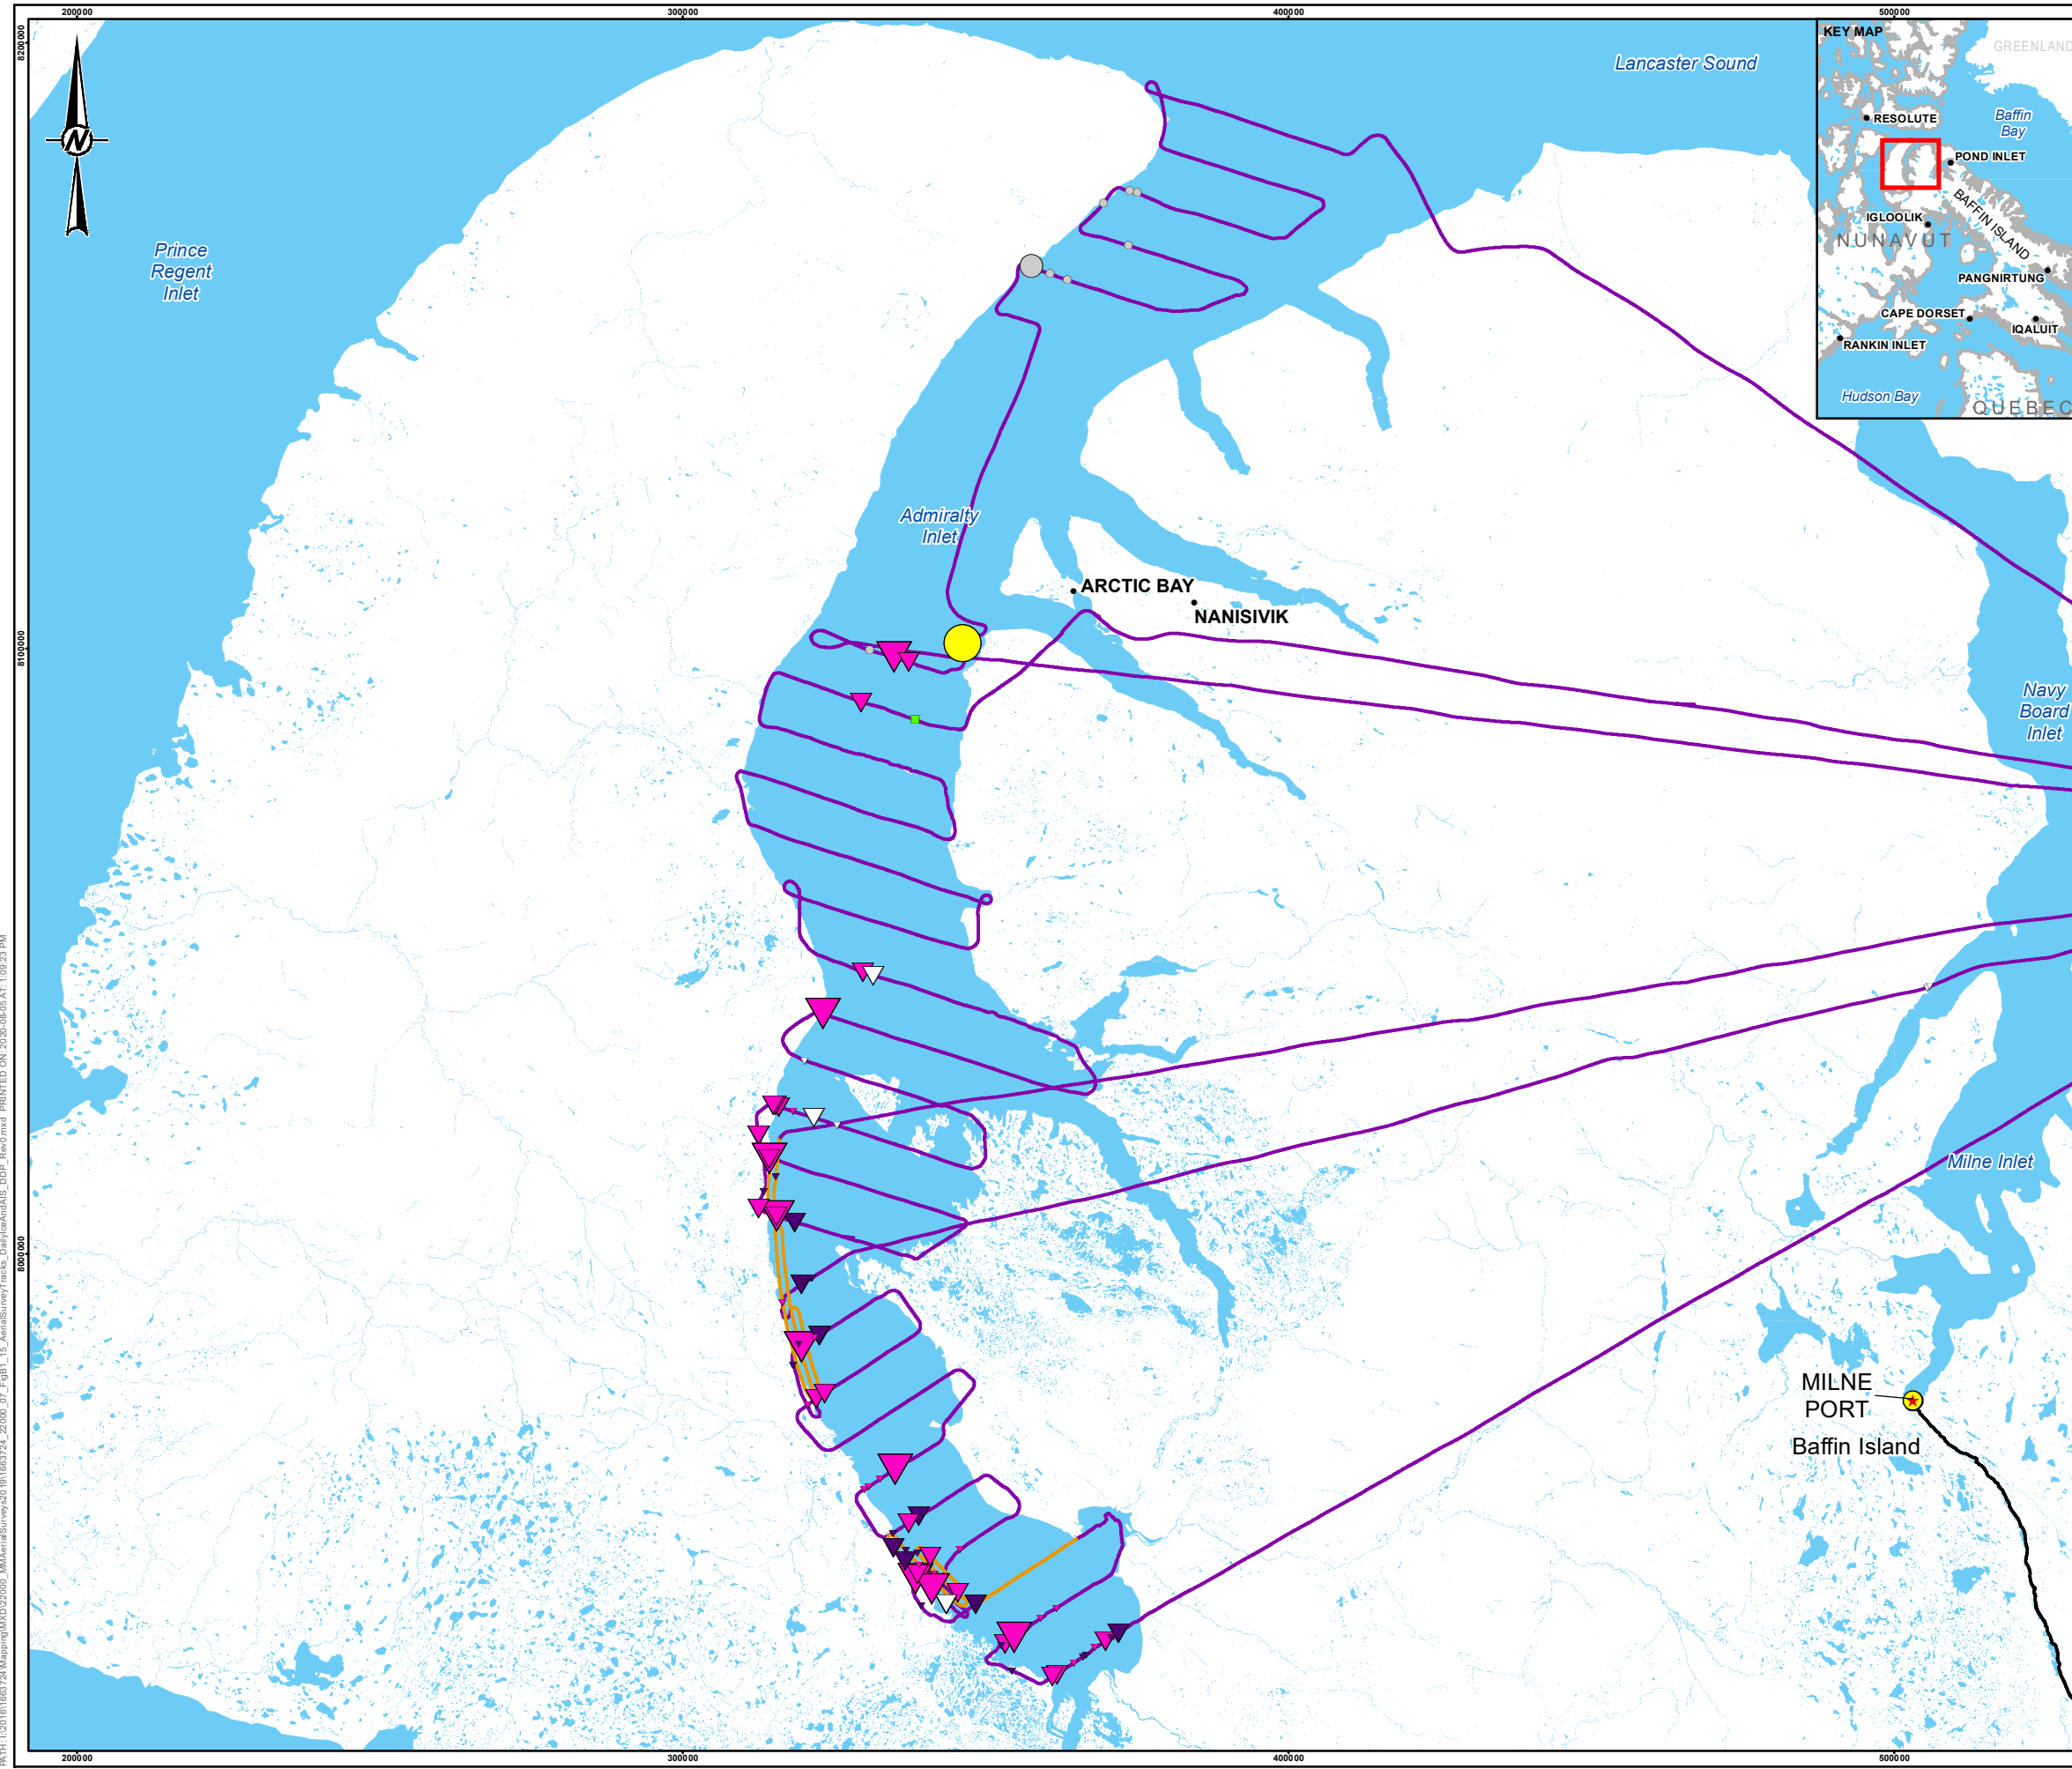 200000
300000
400000
500000
8200000
KEY MAP
GREENLAND
Lancaster Sound
Baffin
Bay
RESOLUTE
POND INLET
N
BAFFIN ISLAND
IGLOOLIK
NUNAVUT
Prince
Regent
Inlet
PANGNIRTUNG
CAPE DORSET
IQALUIT
RANKIN INLET
Hudson Bay
QUEBEC
Admiralty
Inlet
ARCTIC BAY
NANISIVIK
8100000
Navy
Board
Inlet
Milne Inlet
8000000
MILNE
PORT
Baffin Island
200000
300000
400000
500000